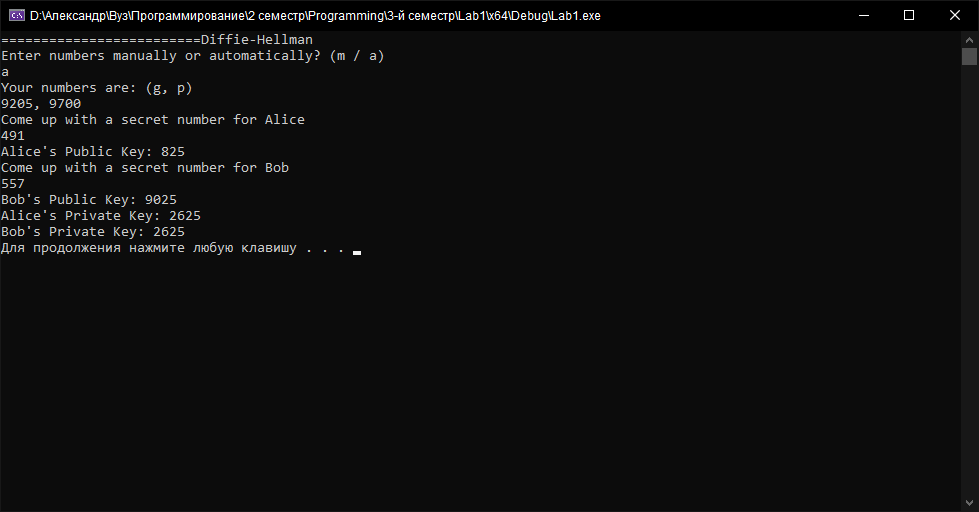 D:\Александр\Вуз\Программирование\2 семестр\Programming\3-й семестр\Lab1\x64\Debug\Lab1.exe
=========================Diffie-Hellman
Enter numbers manually or automatically? (m / a)
a
Your numbers are: (g, p)
9205, 9700
Come up with a secret number for Alice
491
Alice's Public Key: 825
Come up with a secret number for Bob
557
Bob's Public Key: 9025
Alice's Private Key: 2625
Bob's Private Key: 2625
Для продолжения нажмите любую клавишу . . .